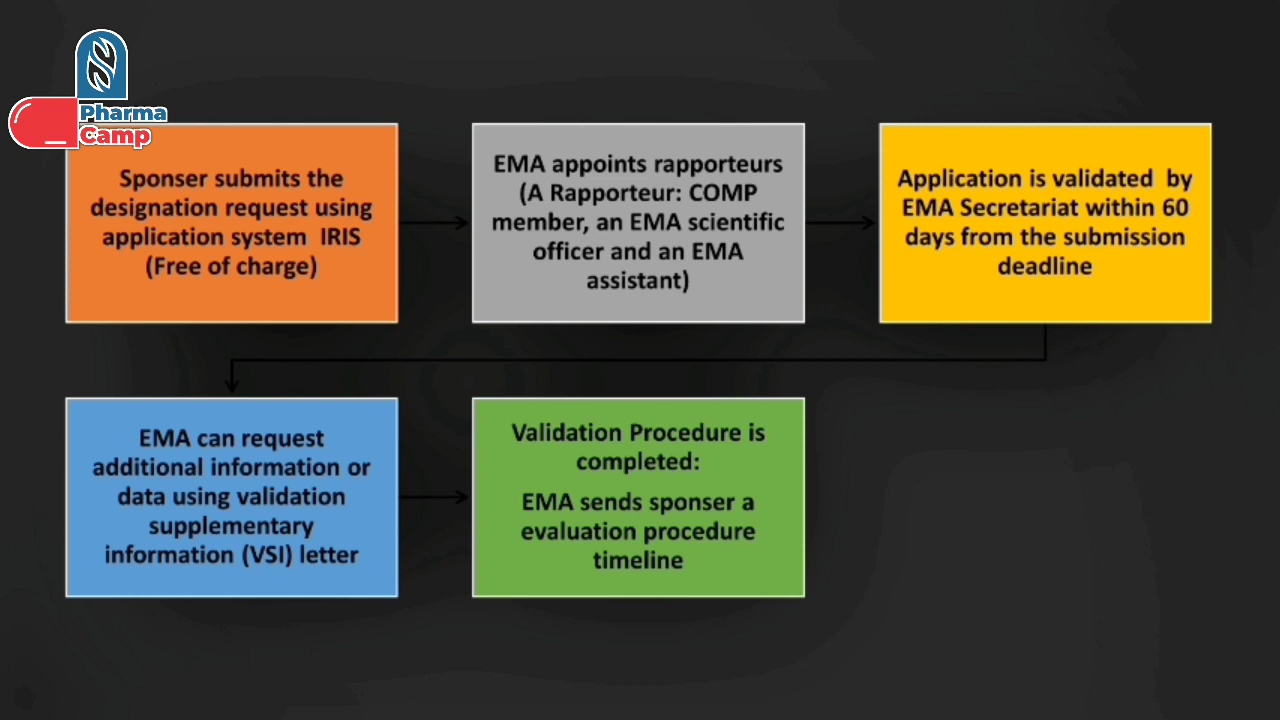 Pharma
Camp
Sponser submits the
designation request using
application system IRIS
(Free of charge)
EMA appoints rapporteurs
(A Rapporteur: COMP
member, an EMA scientific
officer and an EMA
assistant)
Application is validated by
EMA Secretariat within 60
days from the submission
deadline
EMA can request
additional information or
data using validation
supplementary
information (VSI) letter
Validation Procedure is
completed:
EMA sends sponser a
evaluation procedure
timeline